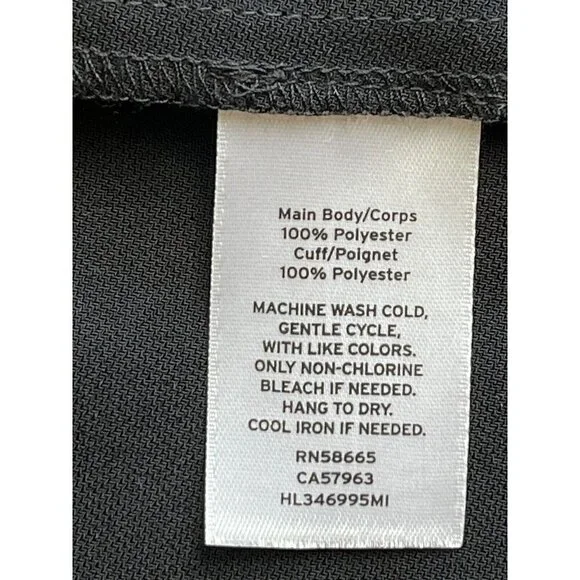 Main Body/Corps
100% Polyester
Cuff/Poignet
100% Polyester
MACHINE WASH COLD,
GENTLE CYCLE,
WITH LIKE COLORS.
ONLY NON-CHLORINE
BLEACH IF NEEDED.
HANG TO DRY.
COOL IRON IF NEEDED.
RN58665
CA57963
HL346995MI